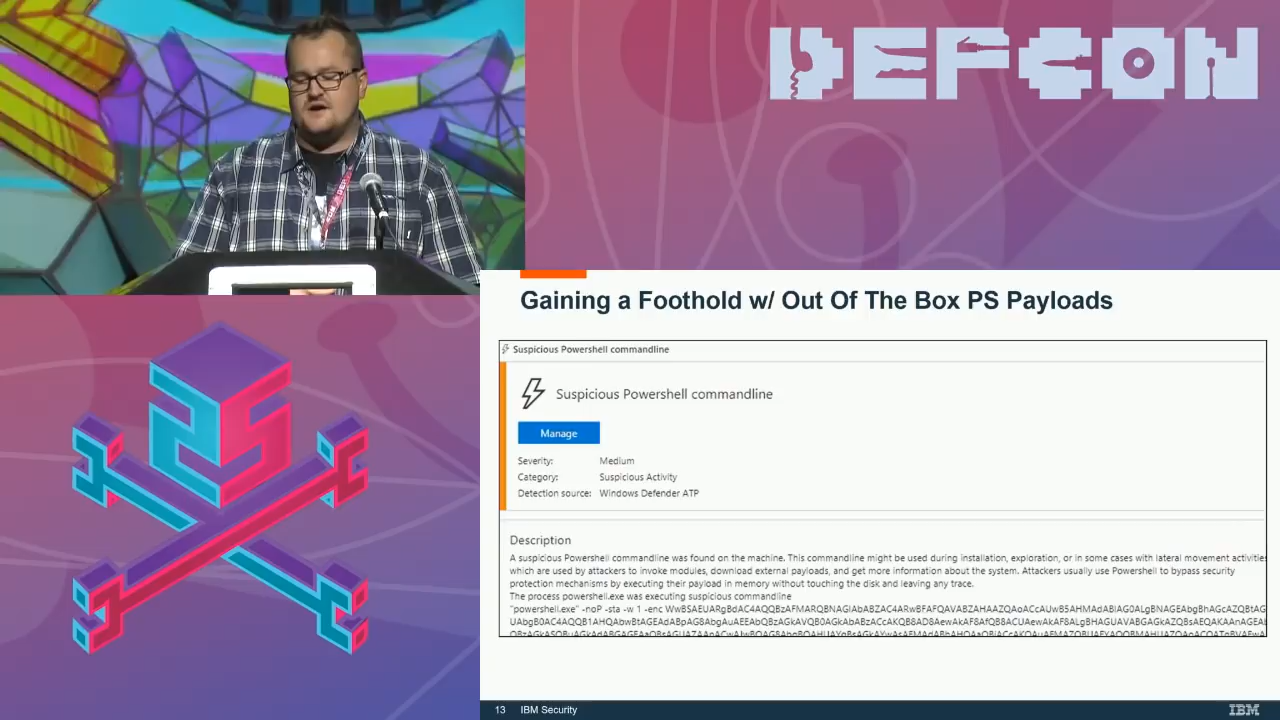 DEFCON
Gaining a Foothold w/ Out Of The Box PS Payloads
Suspicious Powershell commandline
Suspicious Powershell commandline
Manage
Severity: Medium
Category: Suspicious Activity
Detection source: Windows Defender ATP
Description
A suspicious Powershell commandline was found on the machine. This commandline might be used during installation, exploration, or in some cases with lateral movement activities
which are used by attackers to invoke modules, download external payloads, and get more information about the system. Attackers usually use Powershell to bypass security
protection mechanisms by executing their payload in memory without touching the disk and leaving any trace.
The process powershell.exe was executing suspicious commandline
"powershell.exe" -noP -sta -w 1 -enc
13 IBM Security
IBM